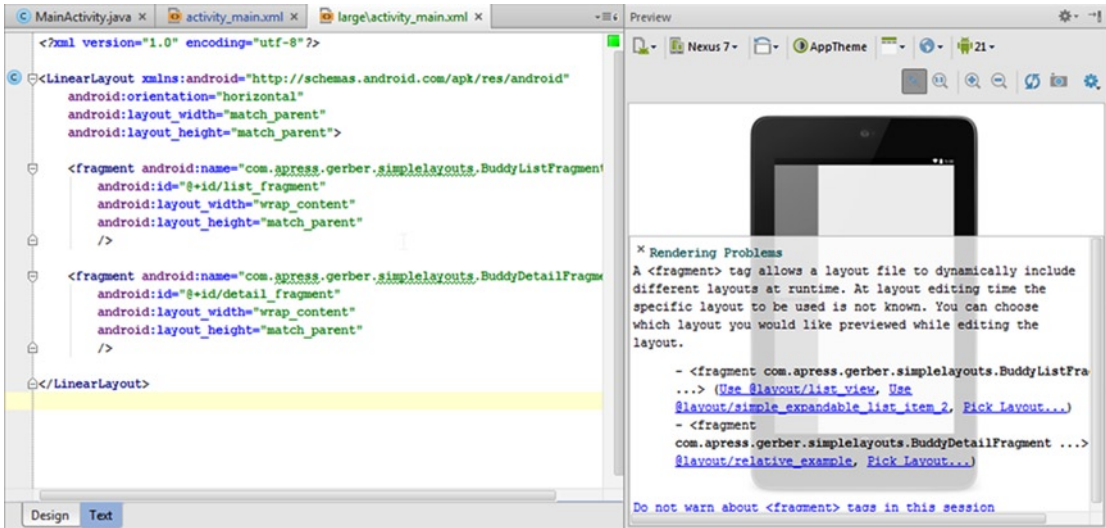 MainActivity.java ×
activity_main.xml ×
large\activity_main.xml ×
<?xml version="1.0" encoding="utf-8"?>
<LinearLayout xmlns:android="http://schemas.android.com/apk/res/android"
android:orientation="horizontal"
android:layout_width="match_parent"
android:layout_height="match_parent">
<fragment android:name="com.apress.gerber.simplelayouts.BuddyListFragment
android:id="@+id/list_fragment"
android:layout_width="wrap_content"
android:layout_height="match_parent"
/>
<fragment android:name="com.apress.gerber.simplelayouts.BuddyDetailFragme
android:id="@+id/detail_fragment"
android:layout_width="wrap_content"
android:layout_height="match_parent"
/>
</LinearLayout>
Design Text
Preview
Nexus 7 AppTheme 21
× Rendering Problems
A <fragment> tag allows a layout file to dynamically include
different layouts at runtime. At layout editing time the
specific layout to be used is not known. You can choose
which layout you would like previewed while editing the
layout.
- <fragment com.apress.gerber.simplelayouts.BuddyListFra
...> (Use @layout/list_view, Use
@layout/simple_expandable_list_item_2, Pick Layout...)
- <fragment
com.apress.gerber.simplelayouts.BuddyDetailFragment ...>
@layout/relative_example, Pick Layout...)
Do not warn about <fragment> tags in this session